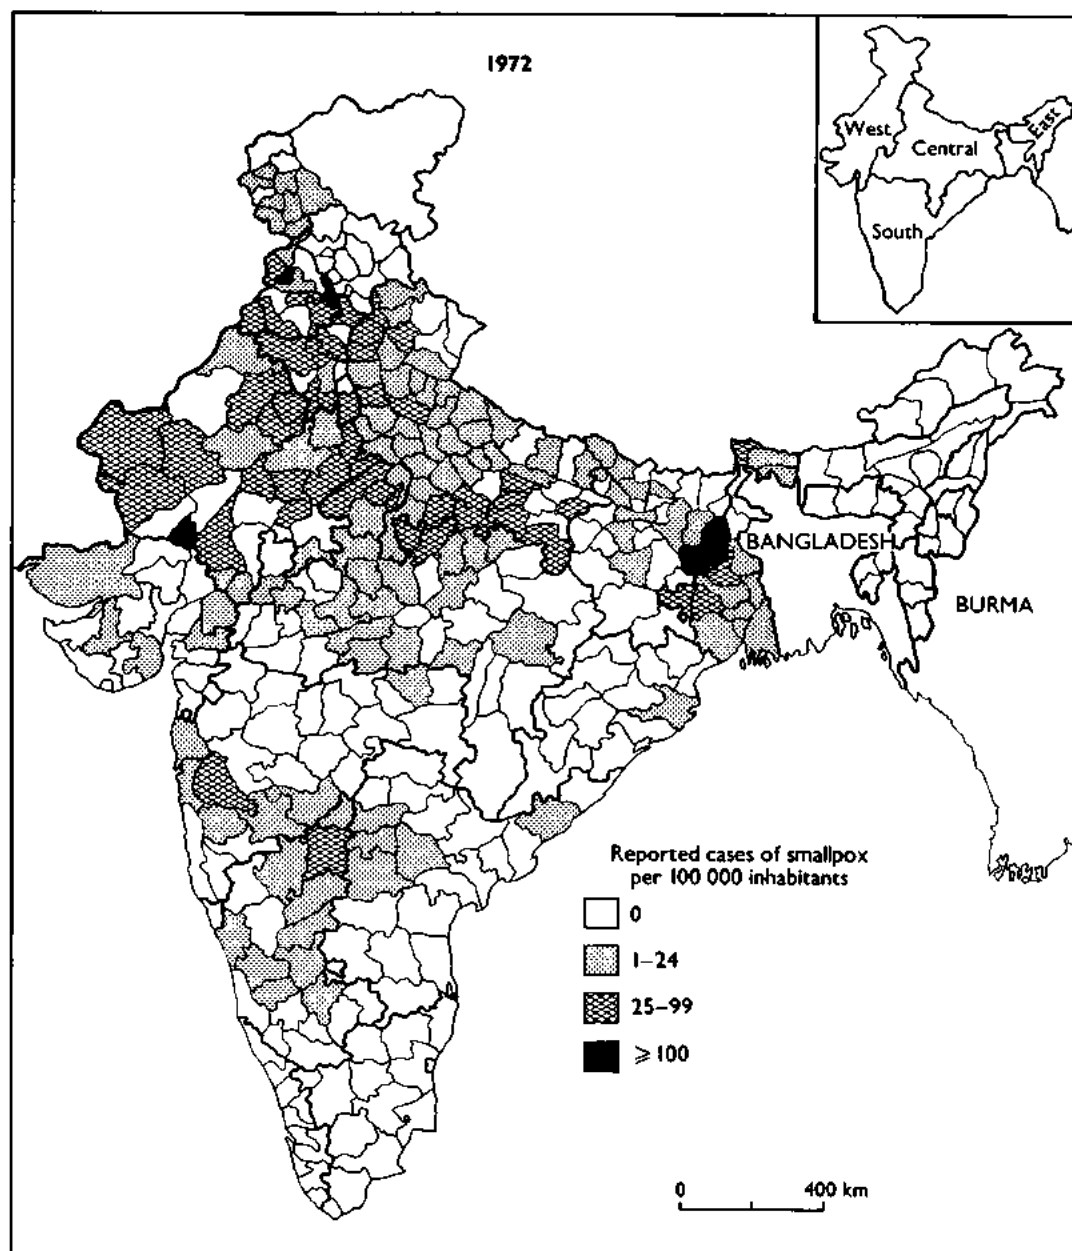 1972
West
Central
East
South
BANGLADESH
BURMA
Reported cases of smallpox
per 100 000 inhabitants
0
1–24
25–99
⩾ 100
0 400 km